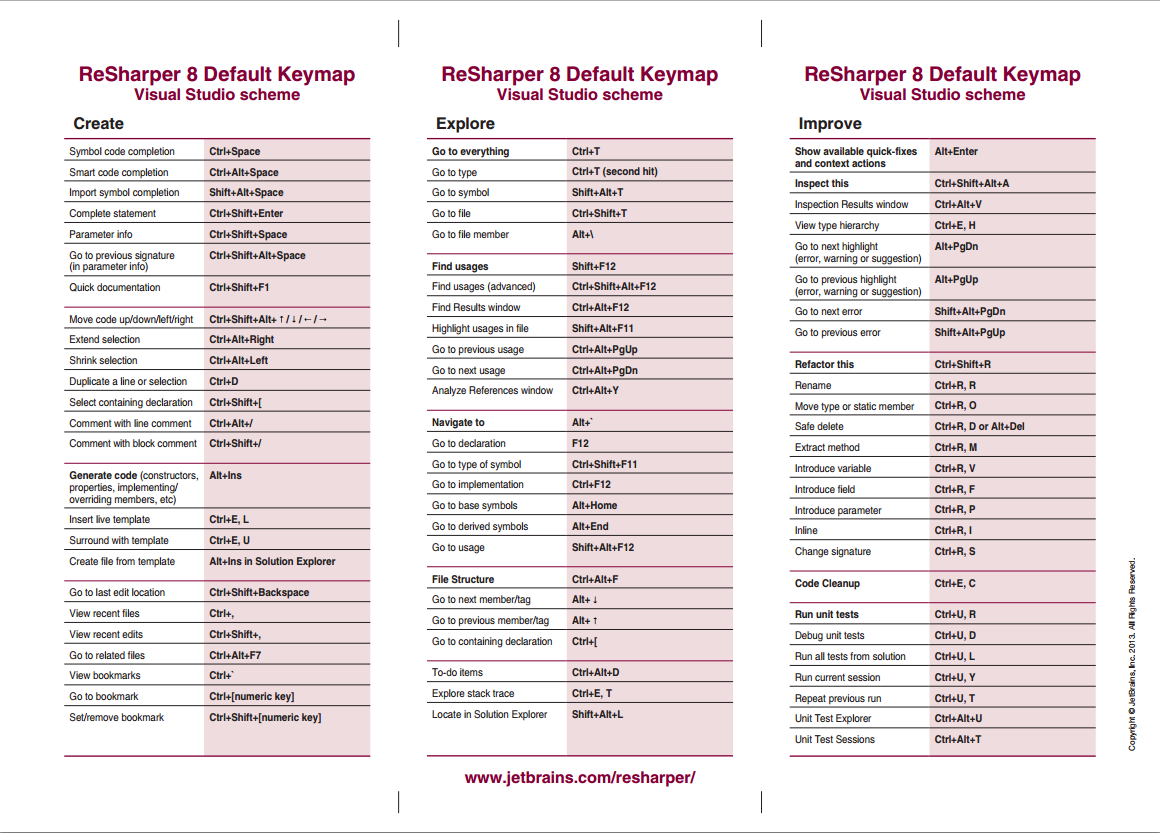 ReSharper 8 Default Keymap
Visual Studio scheme
Create
Symbol code completion Ctrl+Space
Smart code completion Ctrl+Alt+Space
Import symbol completion Shift+Alt+Space
Complete statement Ctrl+Shift+Enter
Parameter info Ctrl+Shift+Space
Go to previous signature Ctrl+Shift+Alt+Space
(in parameter info)
Quick documentation Ctrl+Shift+F1
Move code up/down/left/right Ctrl+Shift+Alt+ ↑ / ↓ / ← / →
Extend selection Ctrl+Alt+Right
Shrink selection Ctrl+Alt+Left
Duplicate a line or selection Ctrl+D
Select containing declaration Ctrl+Shift+[
Comment with line comment Ctrl+Alt+/
Comment with block comment Ctrl+Shift+/
Generate code (constructors, Alt+Ins
properties, implementing/
overriding members, etc)
Insert live template Ctrl+E, L
Surround with template Ctrl+E, U
Create file from template Alt+Ins in Solution Explorer
Go to last edit location Ctrl+Shift+Backspace
View recent files Ctrl+,
View recent edits Ctrl+Shift+,
Go to related files Ctrl+Alt+F7
View bookmarks Ctrl+`
Go to bookmark Ctrl+[numeric key]
Set/remove bookmark Ctrl+Shift+[numeric key]
ReSharper 8 Default Keymap
Visual Studio scheme
Explore
Go to everything Ctrl+T
Go to type Ctrl+T (second hit)
Go to symbol Shift+Alt+T
Go to file Ctrl+Shift+T
Go to file member Alt+\
Find usages Shift+F12
Find usages (advanced) Ctrl+Shift+Alt+F12
Find Results window Ctrl+Alt+F12
Highlight usages in file Shift+Alt+F11
Go to previous usage Ctrl+Alt+PgUp
Go to next usage Ctrl+Alt+PgDn
Analyze References window Ctrl+Alt+Y
Navigate to Alt+`
Go to declaration F12
Go to type of symbol Ctrl+Shift+F11
Go to implementation Ctrl+F12
Go to base symbols Alt+Home
Go to derived symbols Alt+End
Go to usage Shift+Alt+F12
File Structure Ctrl+Alt+F
Go to next member/tag Alt+ ↓
Go to previous member/tag Alt+ ↑
Go to containing declaration Ctrl+[
To-do items Ctrl+Alt+D
Explore stack trace Ctrl+E, T
Locate in Solution Explorer Shift+Alt+L
www.jetbrains.com/resharper/
ReSharper 8 Default Keymap
Visual Studio scheme
Improve
Show available quick-fixes Alt+Enter
and context actions
Inspect this Ctrl+Shift+Alt+A
Inspection Results window Ctrl+Alt+V
View type hierarchy Ctrl+E, H
Go to next highlight Alt+PgDn
(error, warning or suggestion)
Go to previous highlight Alt+PgUp
(error, warning or suggestion)
Go to next error Shift+Alt+PgDn
Go to previous error Shift+Alt+PgUp
Refactor this Ctrl+Shift+R
Rename Ctrl+R, R
Move type or static member Ctrl+R, O
Safe delete Ctrl+R, D or Alt+Del
Extract method Ctrl+R, M
Introduce variable Ctrl+R, V
Introduce field Ctrl+R, F
Introduce parameter Ctrl+R, P
Inline Ctrl+R, I
Change signature Ctrl+R, S
Code Cleanup Ctrl+E, C
Run unit tests Ctrl+U, R
Debug unit tests Ctrl+U, D
Run all tests from solution Ctrl+U, L
Run current session Ctrl+U, Y
Repeat previous run Ctrl+U, T
Unit Test Explorer Ctrl+Alt+U
Unit Test Sessions Ctrl+Alt+T
Copyright © JetBrains, Inc. 2013. All Rights Reserved.